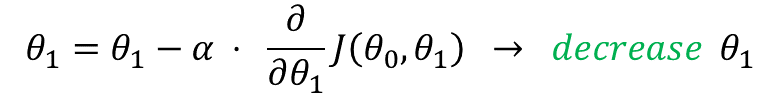 θ₁ = θ₁ − α · ∂/∂θ₁ J(θ₀, θ₁) → decrease θ₁